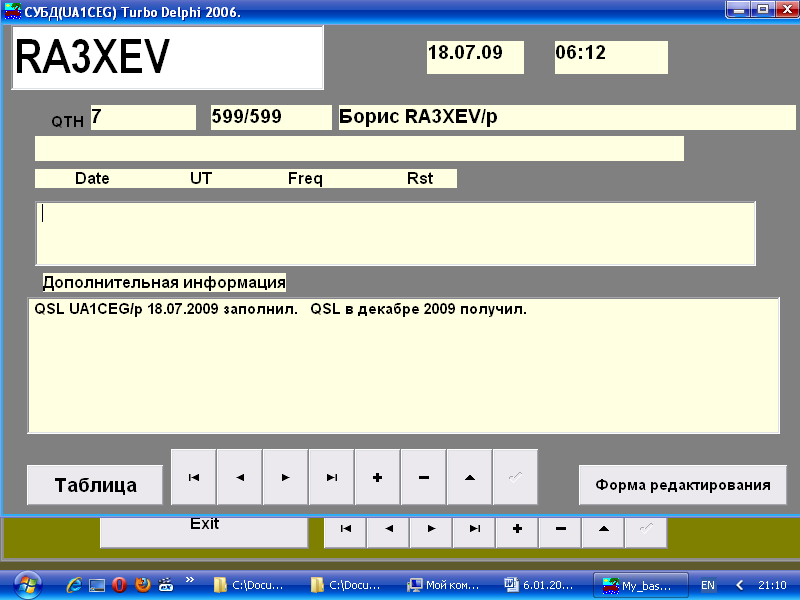 СУБД(UA1CEG) Turbo Delphi 2006.
RA3XEV
18.07.09 06:12
QTH 7 599/599 Борис RA3XEV/p
Date UT Freq Rst
Дополнительная информация
QSL UA1CEG/p 18.07.2009 заполнил. QSL в декабре 2009 получил.
Таблица Форма редактирования
Exit
C:\Docu... C:\Docu... Мой ком... 6.01.20... My_bas... EN 21:10